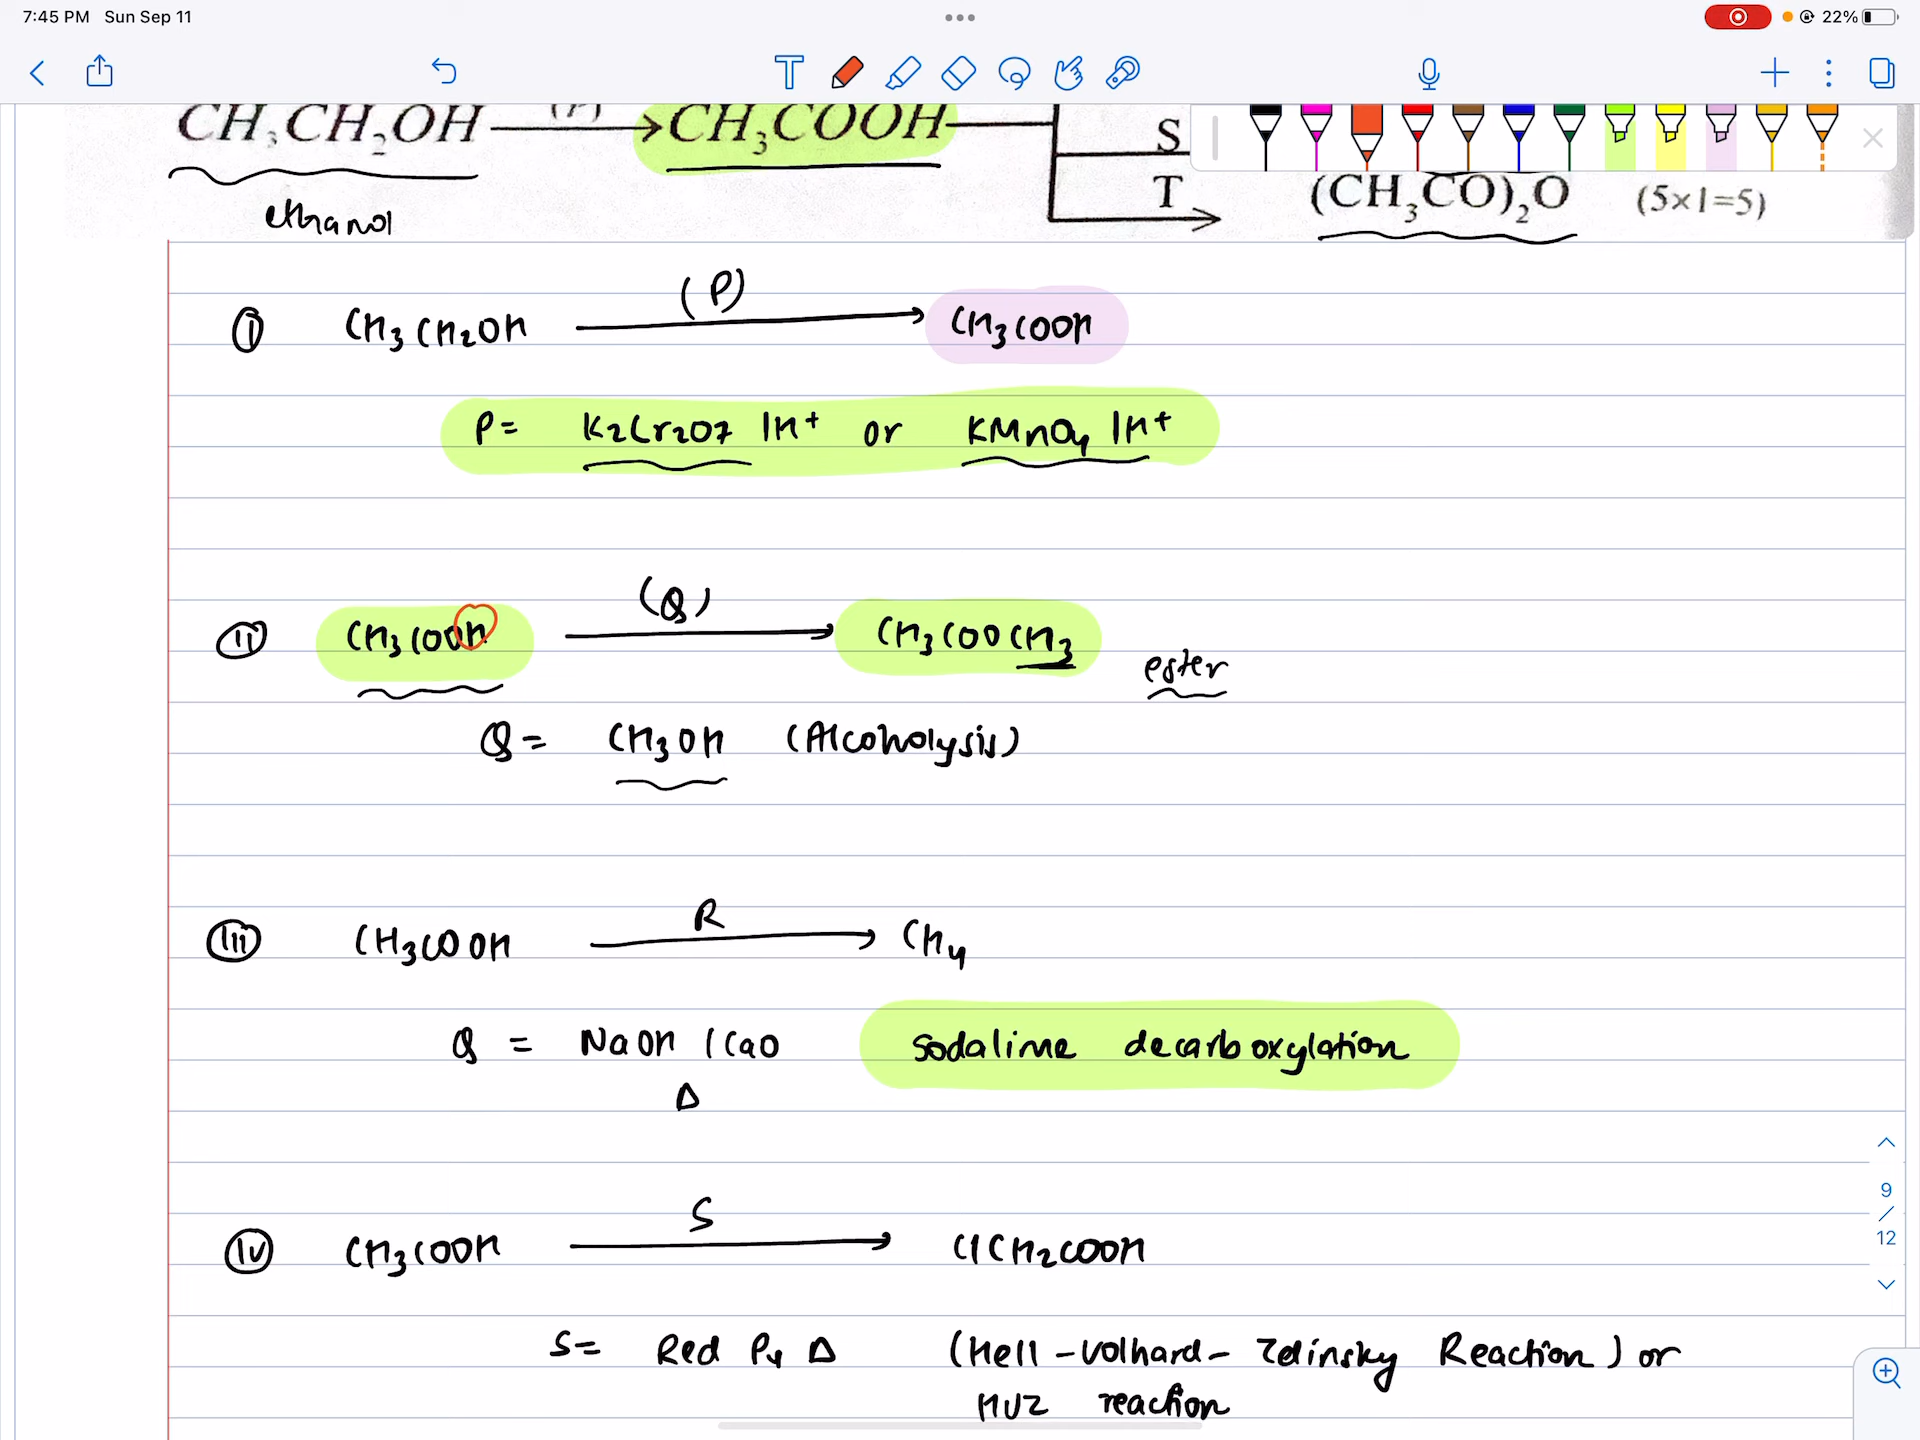 7:45 PM Sun Sep 11
22%
CH₃CH₂OH → CH₃COOH
S
T (CH₃CO)₂O (5×1=5)
ethanol
(i) CH₃CH₂OH (P) → CH₃COOH
P = K₂Cr₂O₇ / H⁺ or KMnO₄ / H⁺
(ii) CH₃COOH (Q) → CH₃COOCH₃
ester
Q = CH₃OH (Alcoholysis)
(iii) CH₃COOH R → CH₄
Q = NaOH / CaO Sodalime decarboxylation
Δ
(iv) CH₃COOH S → ClCH₂COOH
S = Red P₄ Δ (Hell-Volhard-Zelinsky Reaction) or
HVZ reaction
9
/
12